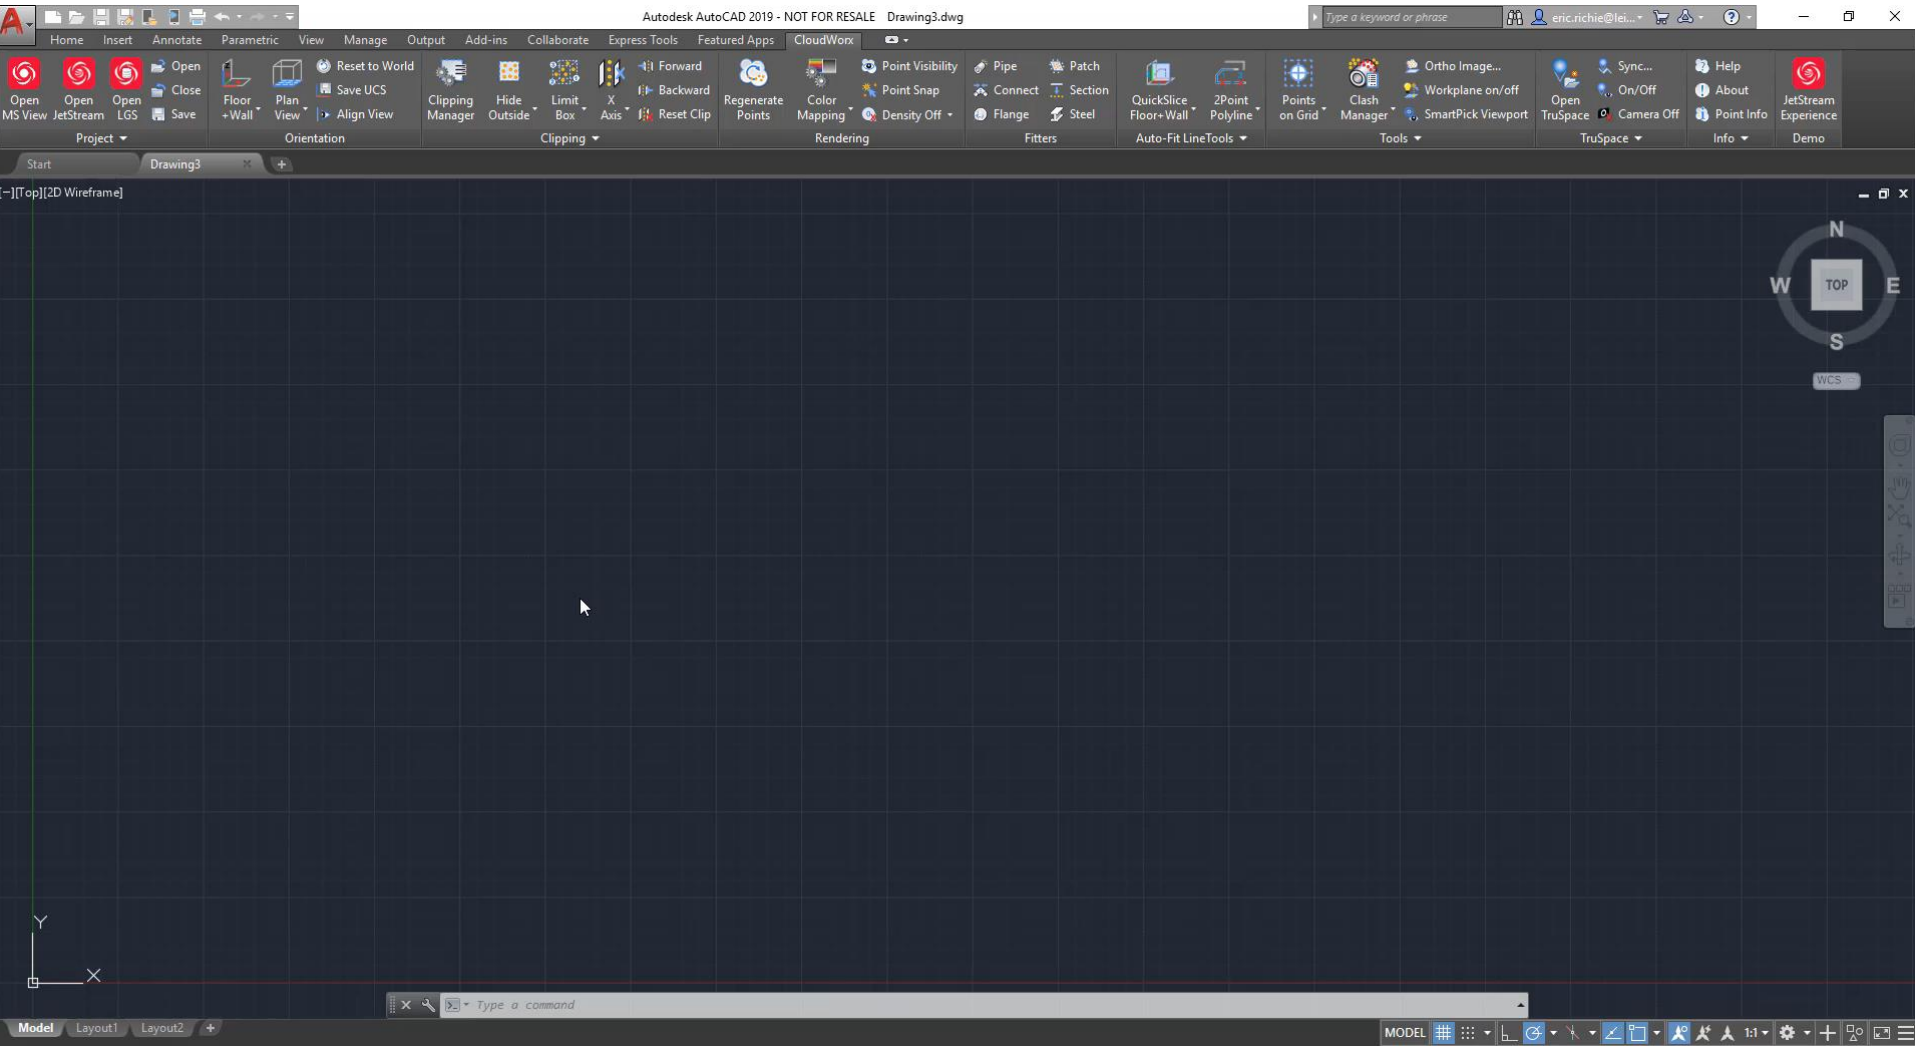 Autodesk AutoCAD 2019 - NOT FOR RESALE Drawing3.dwg
Type a keyword or phrase
eric.richie@lei...
Home Insert Annotate Parametric View Manage Output Add-ins Collaborate Express Tools Featured Apps CloudWorx
Open MS View
Open JetStream
Open LGS
Open
Close
Save
Project
Floor +Wall
Plan View
Reset to World
Save UCS
Align View
Orientation
Clipping Manager
Hide Outside
Limit Box
X Axis
Forward
Backward
Reset Clip
Clipping
Regenerate Points
Color Mapping
Point Visibility
Point Snap
Density Off
Rendering
Pipe
Connect
Flange
Patch
Section
Steel
Fitters
QuickSlice Floor+Wall
2Point Polyline
Auto-Fit LineTools
Points on Grid
Clash Manager
Ortho Image...
Workplane on/off
SmartPick Viewport
Tools
Open TruSpace
Sync...
On/Off
Camera Off
TruSpace
Help
About
Point Info
Info
JetStream Experience
Demo
Start
Drawing3
[−][Top][2D Wireframe]
N
W TOP E
S
WCS
Y
X
Type a command
Model Layout1 Layout2
MODEL
1:1